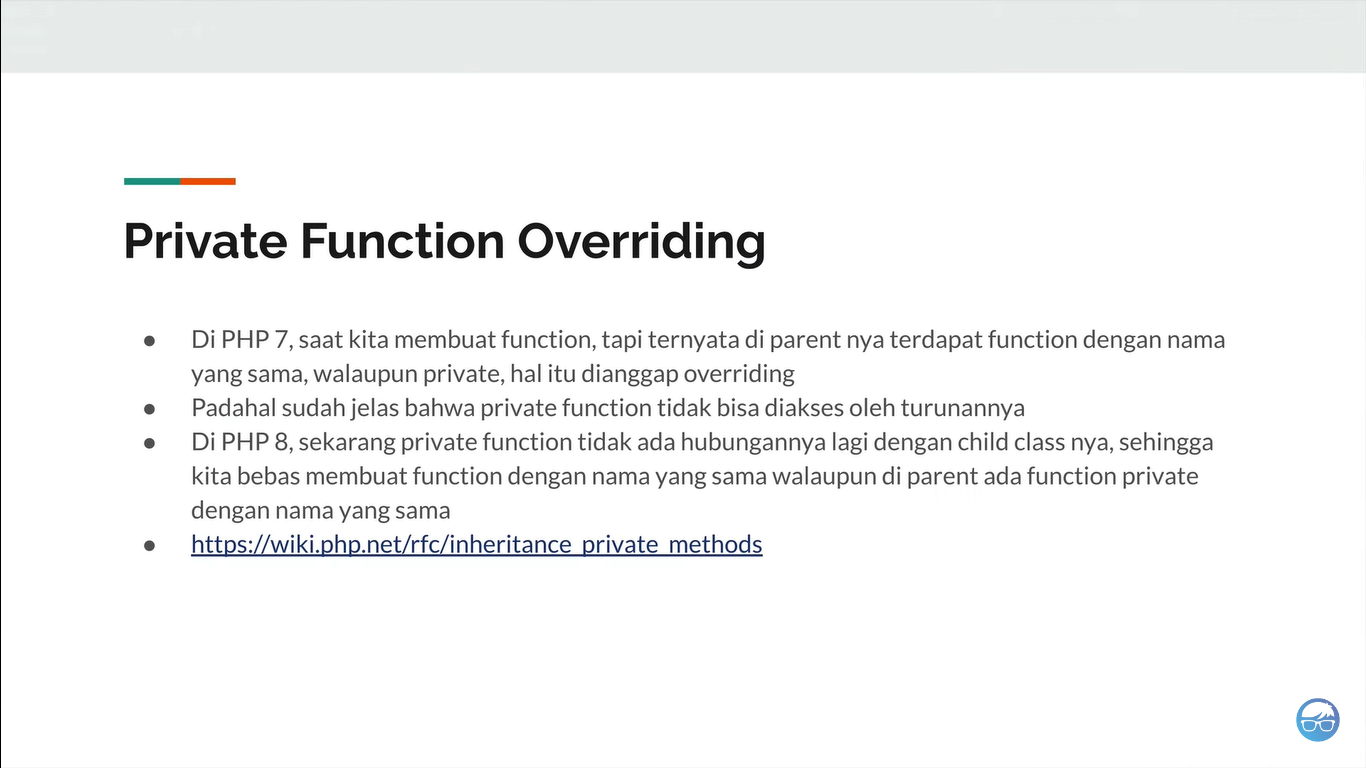 Private Function Overriding
● Di PHP 7, saat kita membuat function, tapi ternyata di parent nya terdapat function dengan nama
yang sama, walaupun private, hal itu dianggap overriding
● Padahal sudah jelas bahwa private function tidak bisa diakses oleh turunannya
● Di PHP 8, sekarang private function tidak ada hubungannya lagi dengan child class nya, sehingga
kita bebas membuat function dengan nama yang sama walaupun di parent ada function private
dengan nama yang sama
● https://wiki.php.net/rfc/inheritance_private_methods